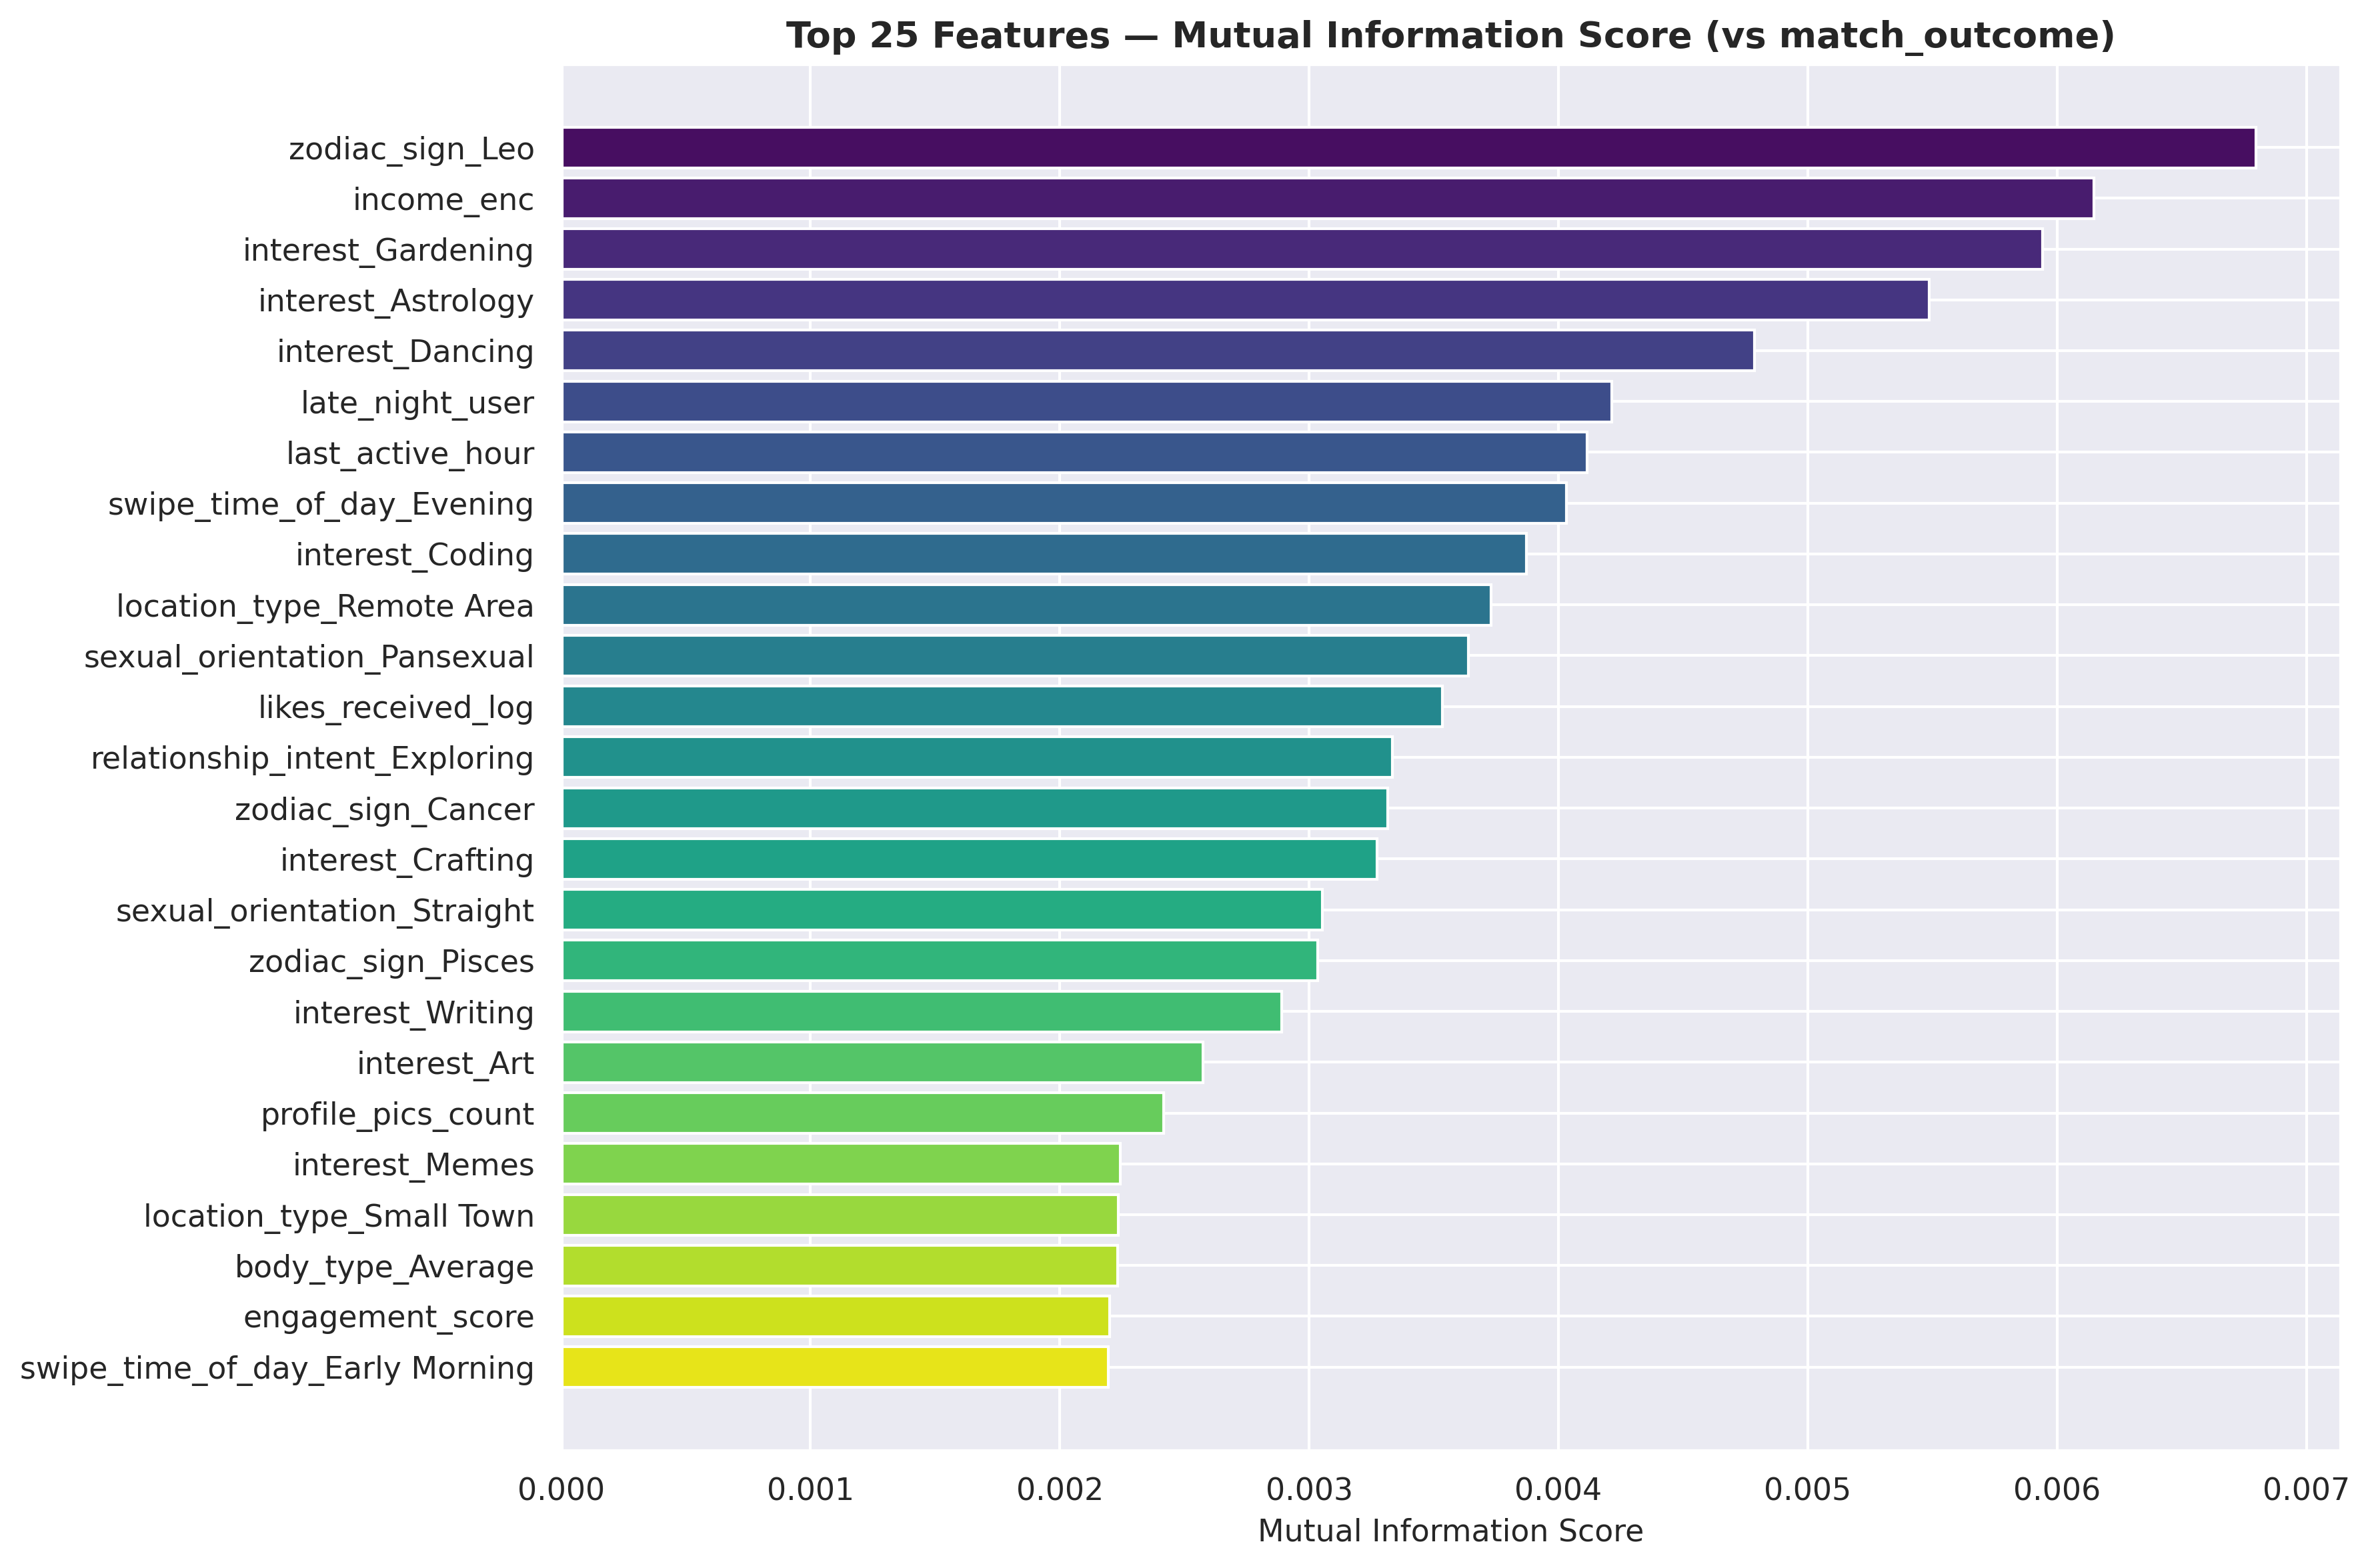 Top 25 Features — Mutual Information Score (vs match_outcome)
zodiac_sign_Leo
income_enc
interest_Gardening
interest_Astrology
interest_Dancing
late_night_user
last_active_hour
swipe_time_of_day_Evening
interest_Coding
location_type_Remote Area
sexual_orientation_Pansexual
likes_received_log
relationship_intent_Exploring
zodiac_sign_Cancer
interest_Crafting
sexual_orientation_Straight
zodiac_sign_Pisces
interest_Writing
interest_Art
profile_pics_count
interest_Memes
location_type_Small Town
body_type_Average
engagement_score
swipe_time_of_day_Early Morning
0.000 0.001 0.002 0.003 0.004 0.005 0.006 0.007
Mutual Information Score